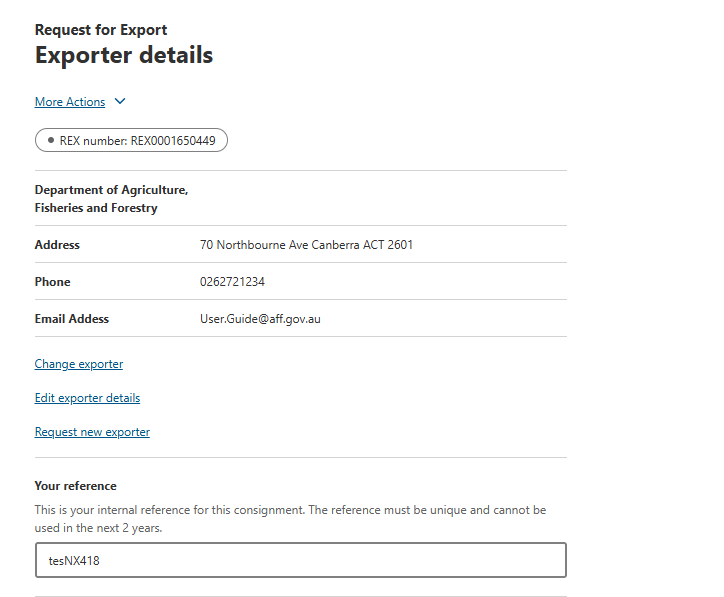 Request for Export
Exporter details
More Actions
REX number: REX0001650449
Department of Agriculture,
Fisheries and Forestry
Address 70 Northbourne Ave Canberra ACT 2601
Phone 0262721234
Email Addess User.Guide@aff.gov.au
Change exporter
Edit exporter details
Request new exporter
Your reference
This is your internal reference for this consignment. The reference must be unique and cannot be
used in the next 2 years.
tesNX418